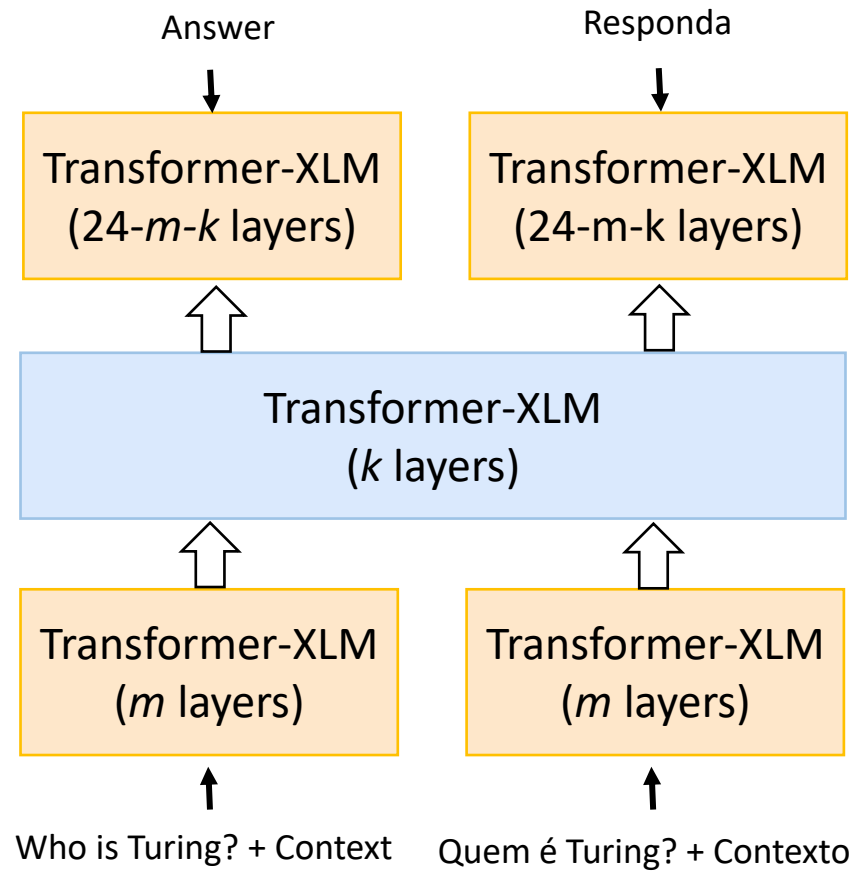 Answer
Responda
Transformer-XLM
(24-m-k layers)
Transformer-XLM
(24-m-k layers)
Transformer-XLM
(k layers)
Transformer-XLM
(m layers)
Transformer-XLM
(m layers)
Who is Turing? + Context
Quem é Turing? + Contexto